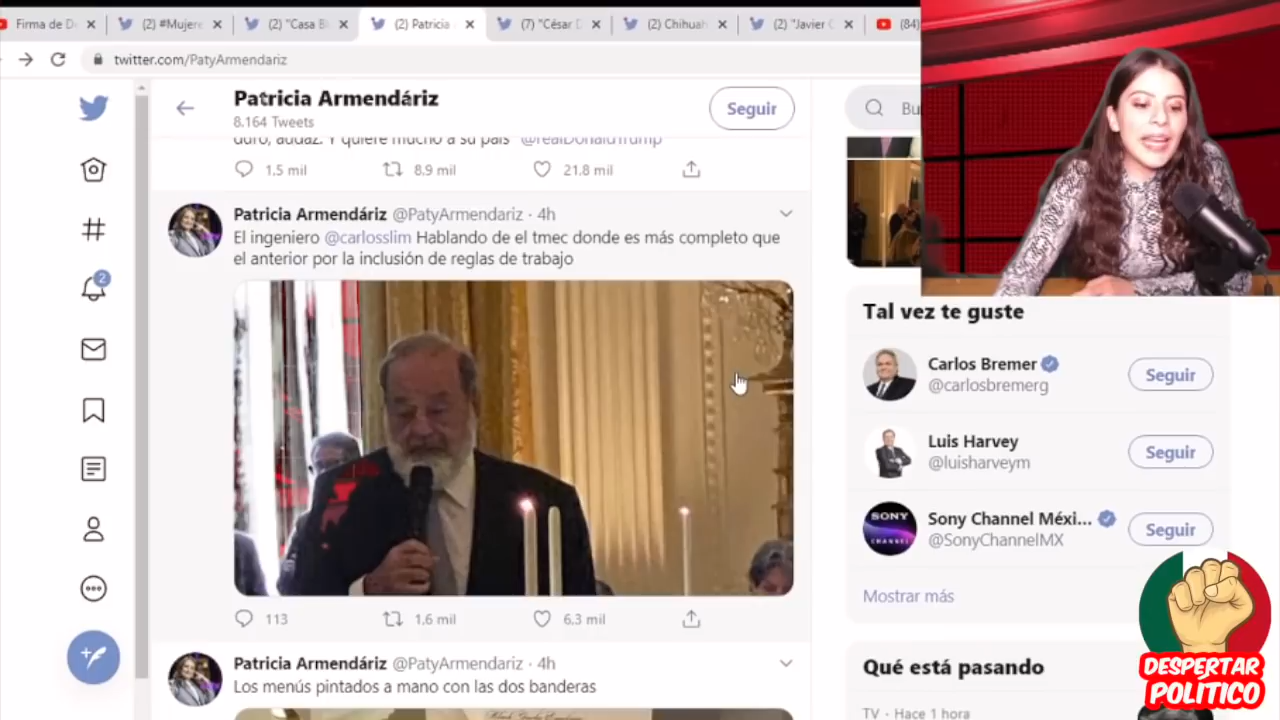 Firma de D
(2) #Mujere
(2) "Casa B
(2) Patricia
(7) "César D
(2) Chihuah
(2) "Javier C
(84)
twitter.com/PatyArmendariz
Patricia Armendáriz
8.164 Tweets
Seguir
Bu
duro, audaz. Y quiere mucho a su país @realDonaldTrump
1.5 mil
8.9 mil
21.8 mil
Patricia Armendáriz @PatyArmendariz · 4h
El ingeniero @carlosslim Hablando de el tmec donde es más completo que
el anterior por la inclusión de reglas de trabajo
2
113
1.6 mil
6.3 mil
Patricia Armendáriz @PatyArmendariz · 4h
Los menús pintados a mano con las dos banderas
Tal vez te guste
Carlos Bremer
@carlosbremerg
Seguir
Luis Harvey
@luisharveym
Seguir
SONY
CHANNEL
Sony Channel Méxi...
@SonyChannelMX
Seguir
Mostrar más
Qué está pasando
TV · Hace 1 hora
DESPERTAR
POLÍTICO